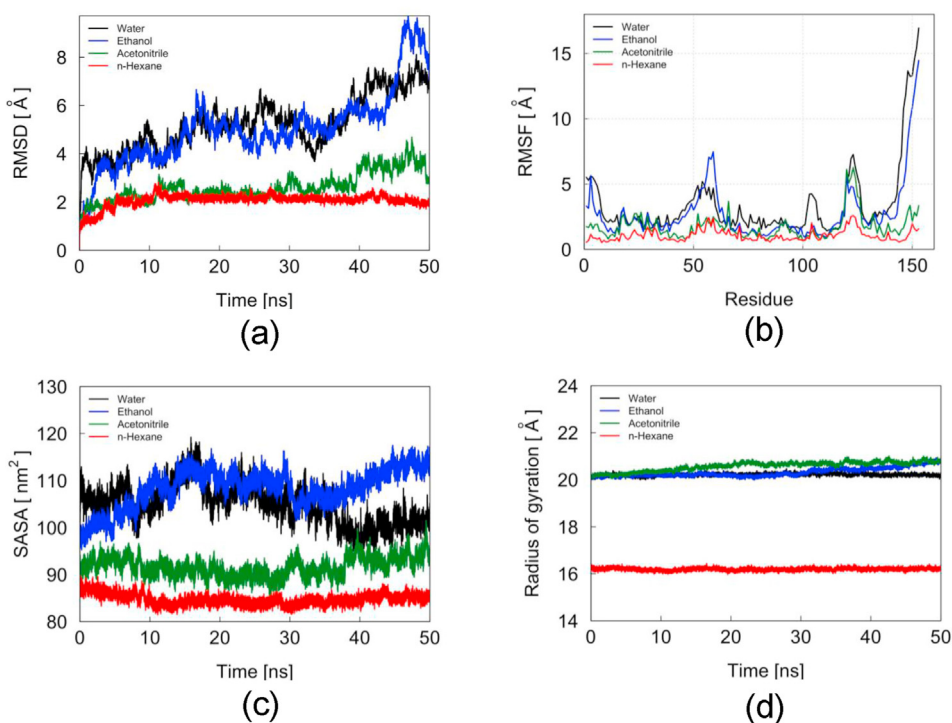 Water
Ethanol
Acetonitrile
n-Hexane
8
6
4
2
0
RMSD [ Å ]
0 10 20 30 40 50
Time [ns]
(a)
Water
Ethanol
Acetonitrile
n-Hexane
15
10
5
0
RMSF [ Å ]
0 50 100 150
Residue
(b)
130
120
110
100
90
80
SASA [ nm²]
Water
Ethanol
Acetonitrile
n-Hexane
0 10 20 30 40 50
Time [ns]
(c)
24
22
20
18
16
14
Radius of gyration [ Å ]
Water
Ethanol
Acetonitrile
n-Hexane
0 10 20 30 40 50
Time [ns]
(d)